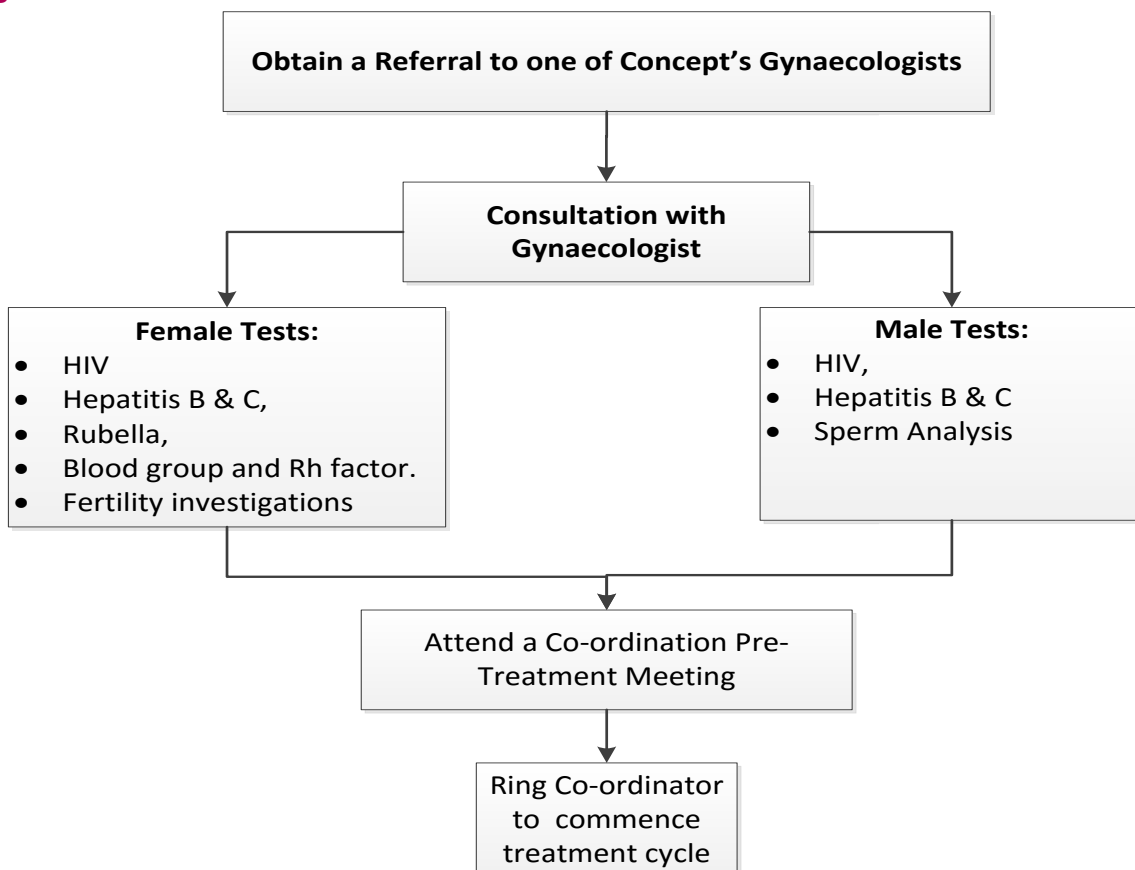 Obtain a Referral to one of Concept's Gynaecologists
Consultation with
Gynaecologist
Female Tests:
• HIV
• Hepatitis B & C,
• Rubella,
• Blood group and Rh factor.
• Fertility investigations
Male Tests:
• HIV,
• Hepatitis B & C
• Sperm Analysis
Attend a Co-ordination Pre-
Treatment Meeting
Ring Co-ordinator
to commence
treatment cycle